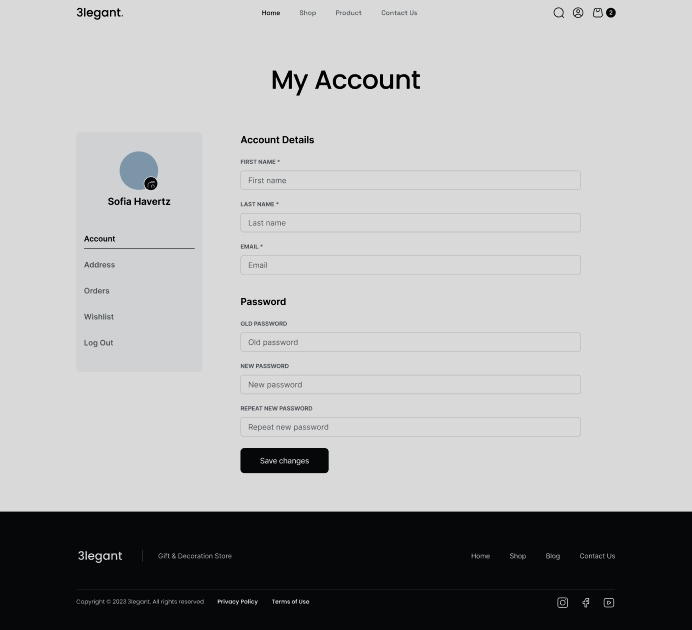 3legant. Home Shop Product Contact Us 2
My Account
Sofia Havertz
Account
Address
Orders
Wishlist
Log Out
Account Details
FIRST NAME *
First name
LAST NAME *
Last name
EMAIL *
Email
Password
OLD PASSWORD
Old password
NEW PASSWORD
New password
REPEAT NEW PASSWORD
Repeat new password
Save changes
3legant Gift & Decoration Store Home Shop Blog Contact Us
Copyright © 2023 3legant. All rights reserved Privacy Policy Terms of Use